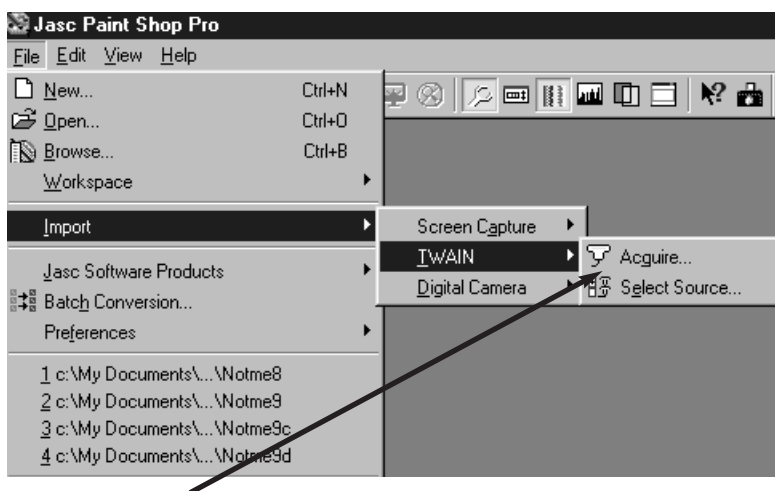 Jasc Paint Shop Pro
File Edit View Help
New... Ctrl+N
Open... Ctrl+O
Browse... Ctrl+B
Workspace
Import
Jasc Software Products
Batch Conversion...
Preferences
1 c:\My Documents\...\Notme8
2 c:\My Documents\...\Notme9
3 c:\My Documents\...\Notme9c
4 c:\My Documents\...\Notme9d
Screen Capture
TWAIN
Digital Camera
Acquire...
Select Source...